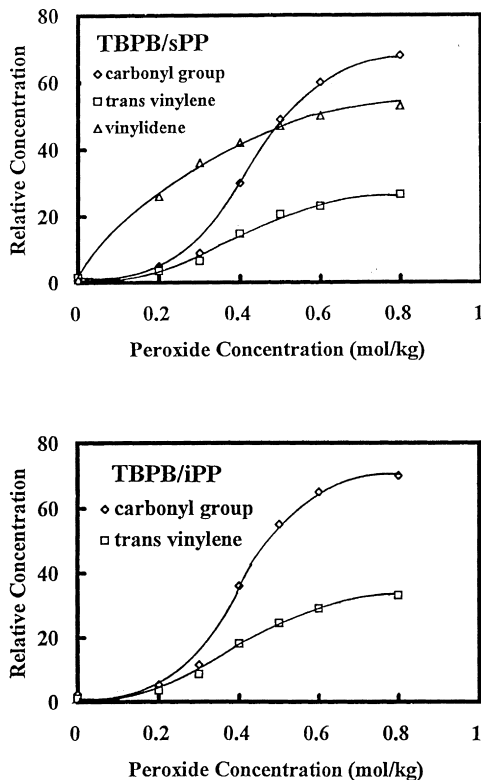 80
60
40
20
0
Relative Concentration
TBPB/sPP
carbonyl group
trans vinylene
vinylidene
0 0.2 0.4 0.6 0.8 1
Peroxide Concentration (mol/kg)
80
60
40
20
0
Relative Concentration
TBPB/iPP
carbonyl group
trans vinylene
0 0.2 0.4 0.6 0.8 1
Peroxide Concentration (mol/kg)